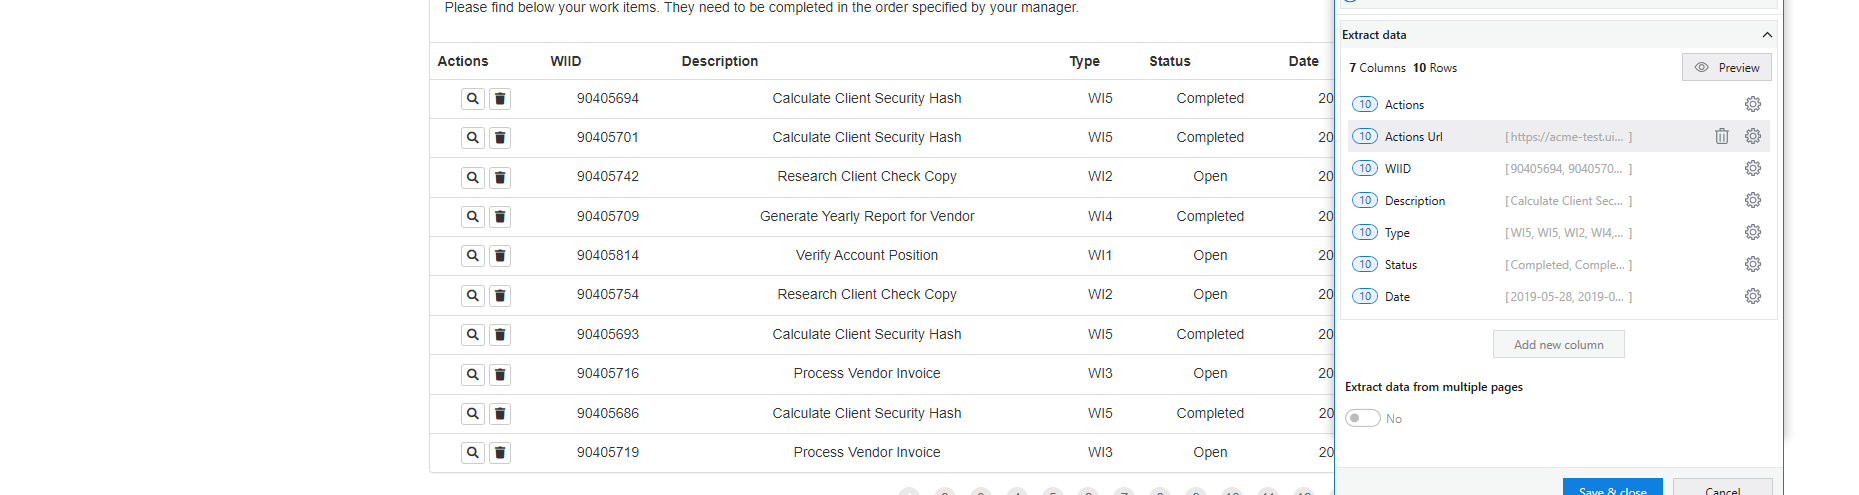 Please find below your work items. They need to be completed in the order specified by your manager.
Actions WIID Description Type Status Date
90405694 Calculate Client Security Hash WI5 Completed 20
90405701 Calculate Client Security Hash WI5 Completed 20
90405742 Research Client Check Copy WI2 Open 20
90405709 Generate Yearly Report for Vendor WI4 Completed 20
90405814 Verify Account Position WI1 Open 20
90405754 Research Client Check Copy WI2 Open 20
90405693 Calculate Client Security Hash WI5 Completed 20
90405716 Process Vendor Invoice WI3 Open 20
90405686 Calculate Client Security Hash WI5 Completed 20
90405719 Process Vendor Invoice WI3 Open 20
Extract data
7 Columns 10 Rows Preview
10 Actions
10 Actions Url [ https://acme-test.ui... ]
10 WIID [ 90405694, 9040570... ]
10 Description [ Calculate Client Sec... ]
10 Type [ WI5, WI5, WI2, WI4,... ]
10 Status [ Completed, Comple... ]
10 Date [ 2019-05-28, 2019-0... ]
Add new column
Extract data from multiple pages
No
Save & close Cancel